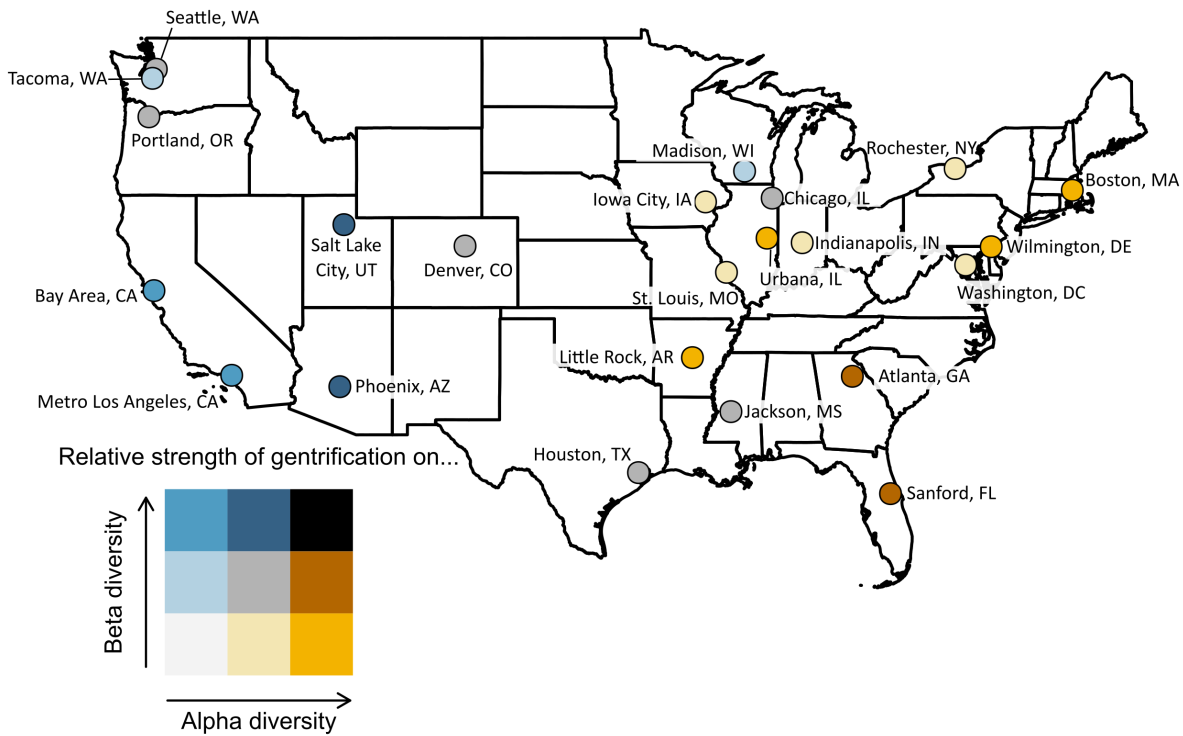 Seattle, WA
Tacoma, WA
Portland, OR
Madison, WI
Rochester, NY
Boston, MA
Iowa City, IA
Chicago, IL
Salt Lake
City, UT
Denver, CO
Indianapolis, IN
Wilmington, DE
Urbana, IL
Bay Area, CA
St. Louis, MO
Washington, DC
Little Rock, AR
Atlanta, GA
Phoenix, AZ
Metro Los Angeles, CA
Jackson, MS
Houston, TX
Sanford, FL
Relative strength of gentrification on...
Beta diversity
Alpha diversity